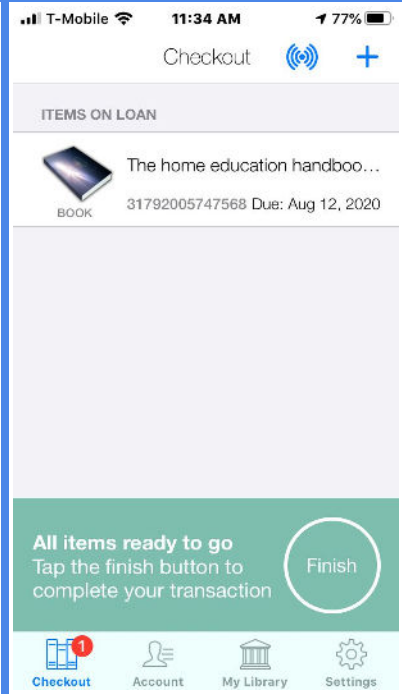 T-Mobile 11:34 AM 77%
Checkout
ITEMS ON LOAN
The home education handboo...
BOOK
31792005747568 Due: Aug 12, 2020
All items ready to go
Tap the finish button to
complete your transaction
Finish
1
Checkout Account My Library Settings